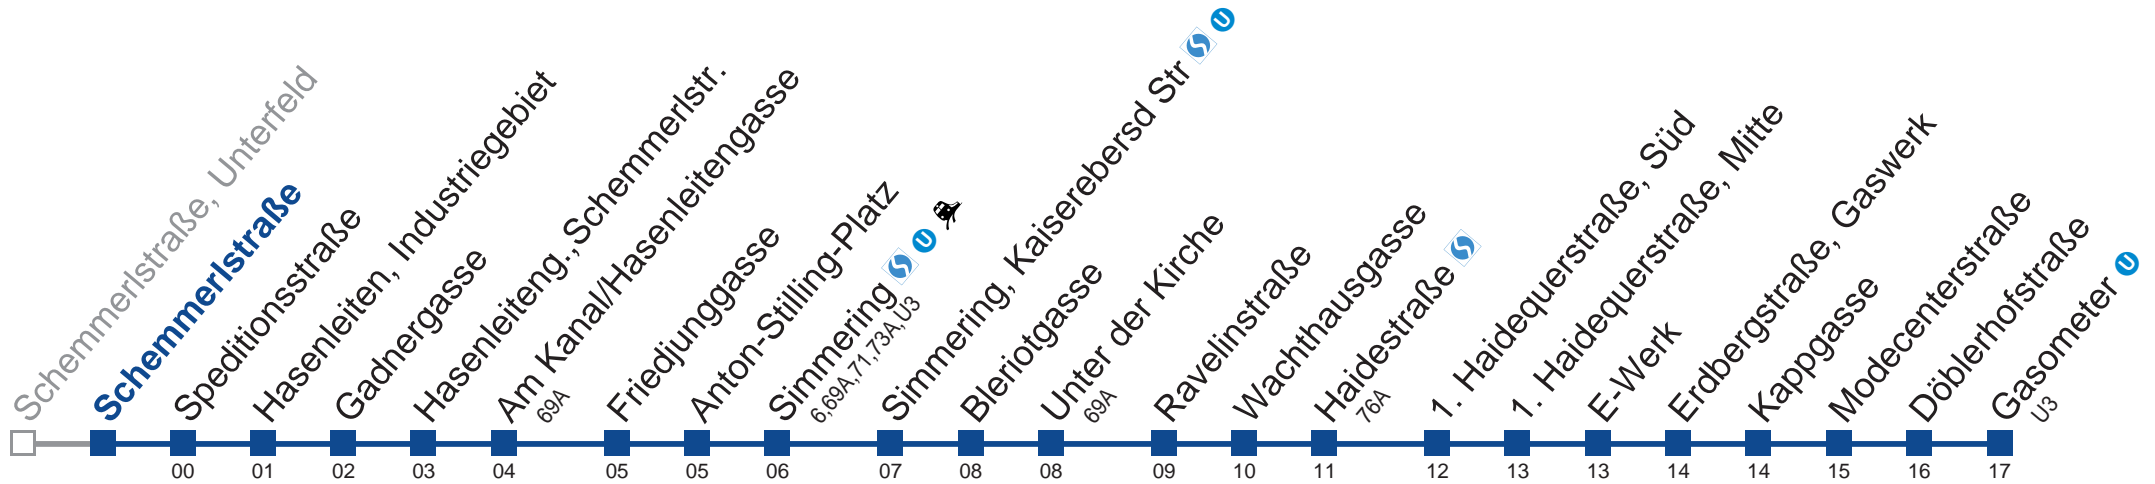 Schemmerlstraße, Unterfeld
Schemmerlstraße
Speditionsstraße
Hasenleiten, Industriegebiet
Gadnergasse
Hasenleiteng.,Schemmerlstr.
Am Kanal/Hasenleitengasse
69A
Friedjunggasse
Anton-Stilling-Platz
Simmering S U
6,69A,71,73A,U3
Simmering, Kaiserebersd Str S U
Bleriotgasse
Unter der Kirche
69A
Ravelinstraße
Wachthausgasse
Haidestraße S
76A
1. Haidequerstraße, Süd
1. Haidequerstraße, Mitte
E-Werk
Erdbergstraße, Gaswerk
Kappgasse
Modecenterstraße
Döblerhofstraße
Gasometer U
U3
00 01 02 03 04 05 05 06 07 08 08 09 10 11 12 13 13 14 14 15 16 17